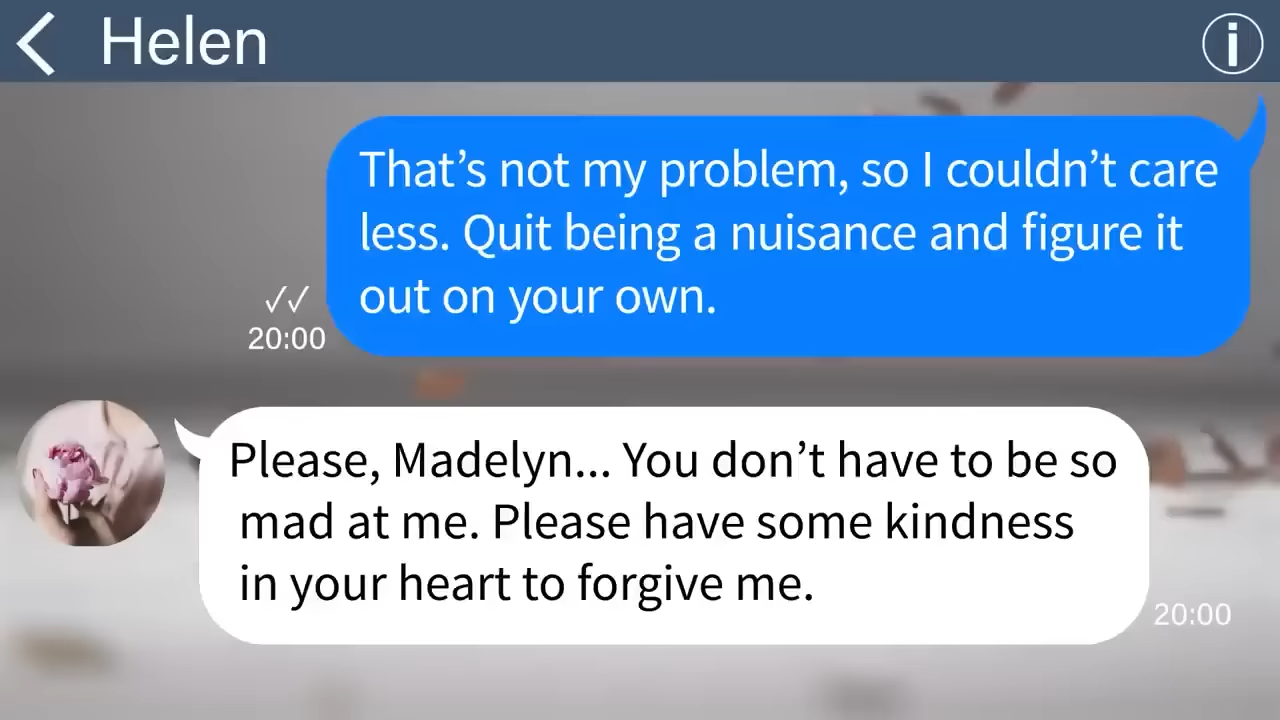 Helen
That’s not my problem, so I couldn’t care
less. Quit being a nuisance and figure it
out on your own.
20:00
Please, Madelyn... You don’t have to be so
mad at me. Please have some kindness
in your heart to forgive me.
20:00